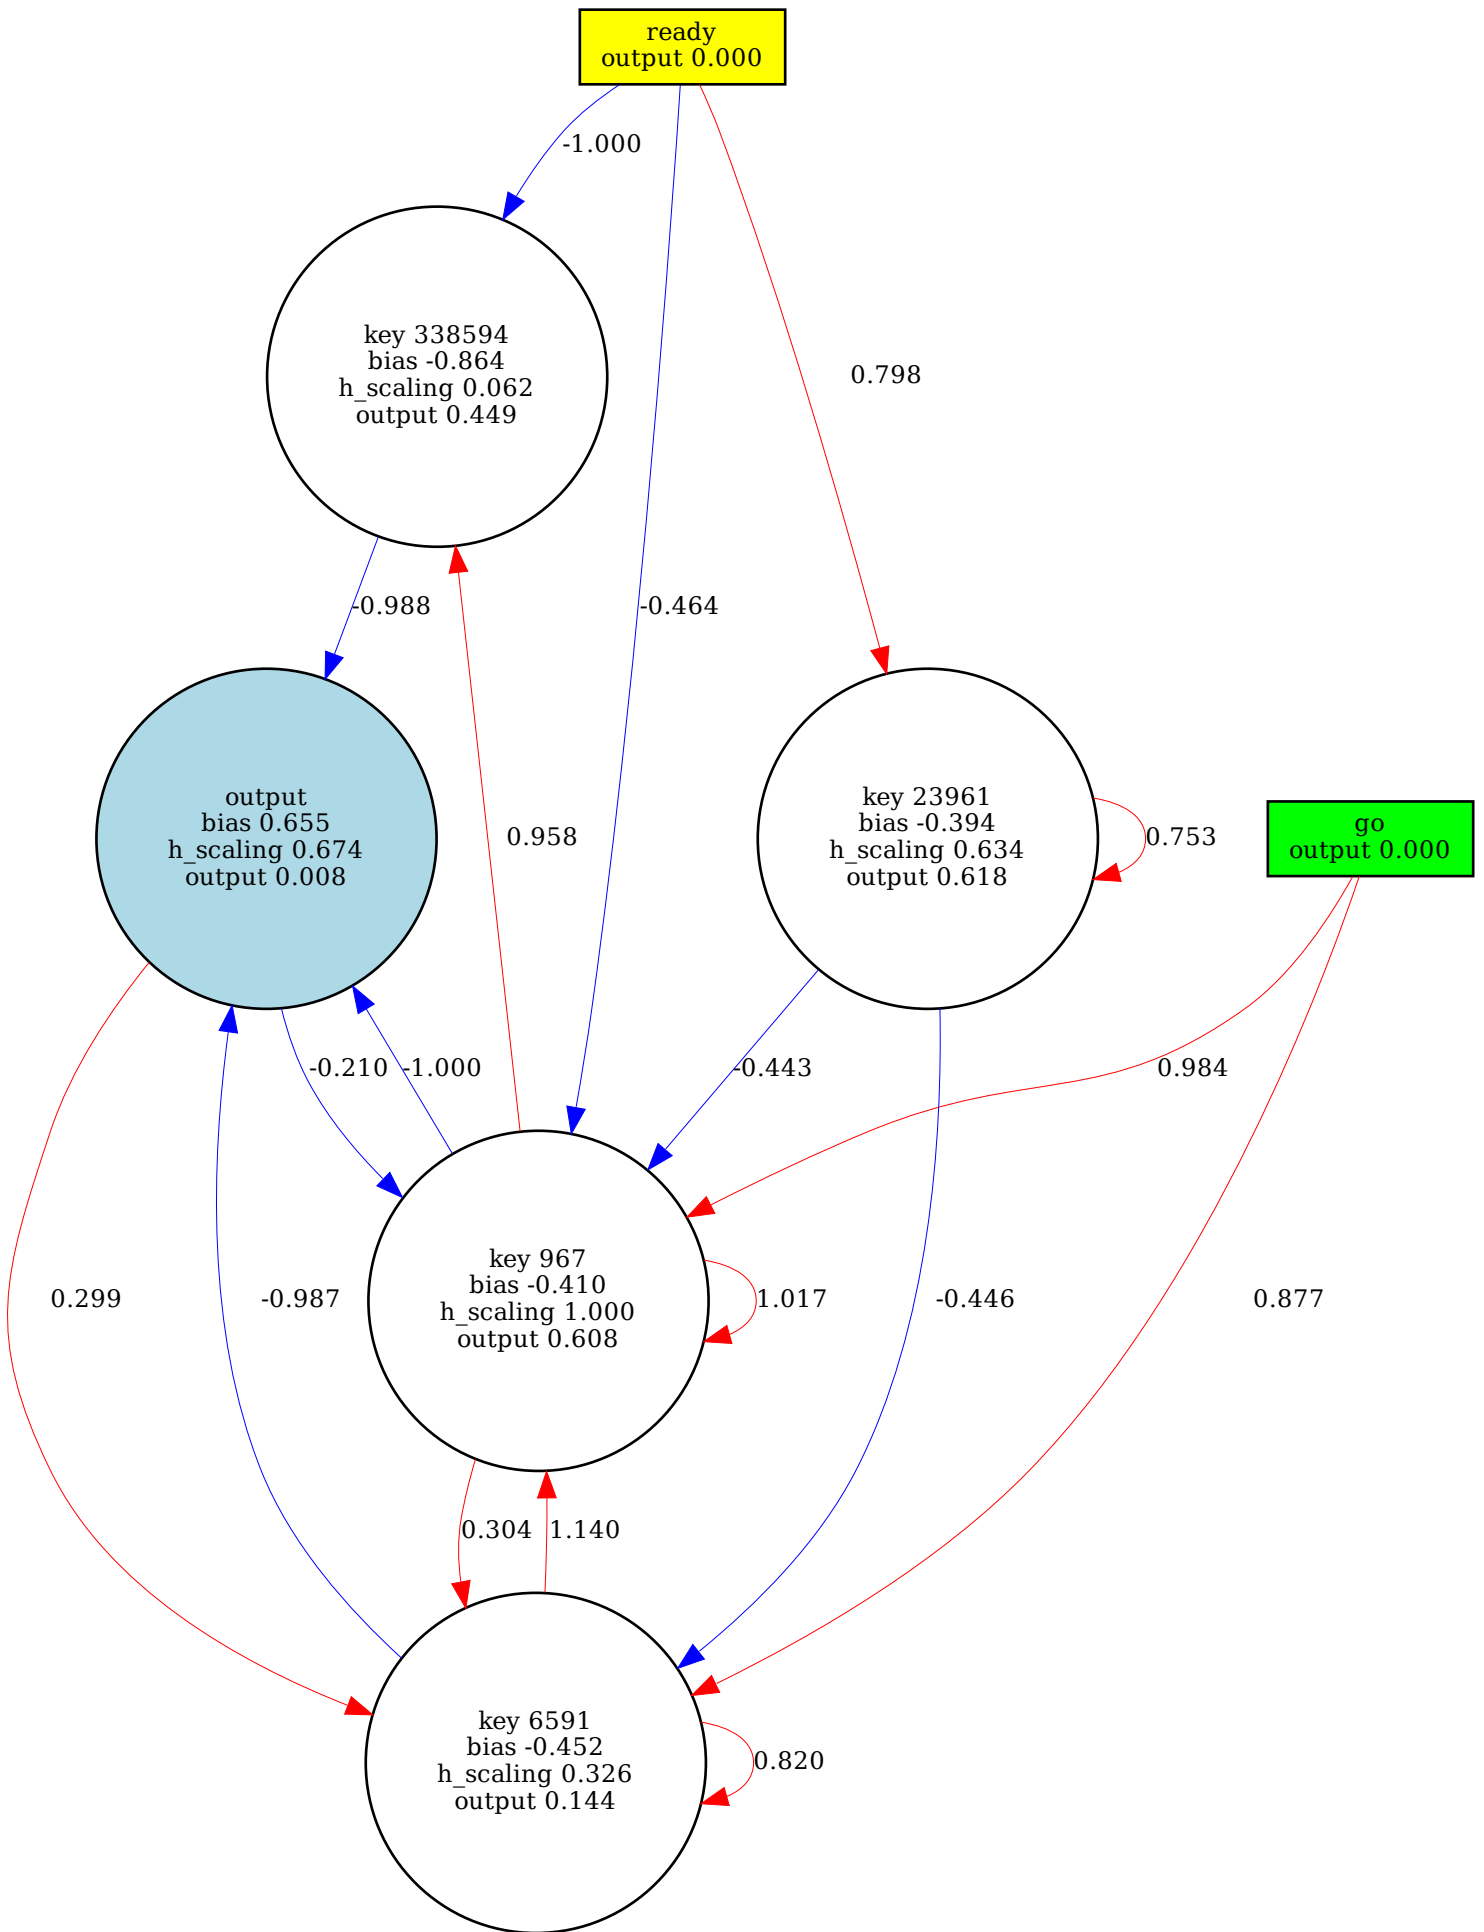 ready
output 0.000
-1.000
key 338594
bias -0.864
h_scaling 0.062
output 0.449
0.798
-0.988
-0.464
output
bias 0.655
h_scaling 0.674
output 0.008
0.958
key 23961
bias -0.394
h_scaling 0.634
output 0.618
0.753
go
output 0.000
-0.210
-1.000
-0.443
0.984
0.299
-0.987
key 967
bias -0.410
h_scaling 1.000
output 0.608
1.017
-0.446
0.877
0.304
1.140
key 6591
bias -0.452
h_scaling 0.326
output 0.144
0.820